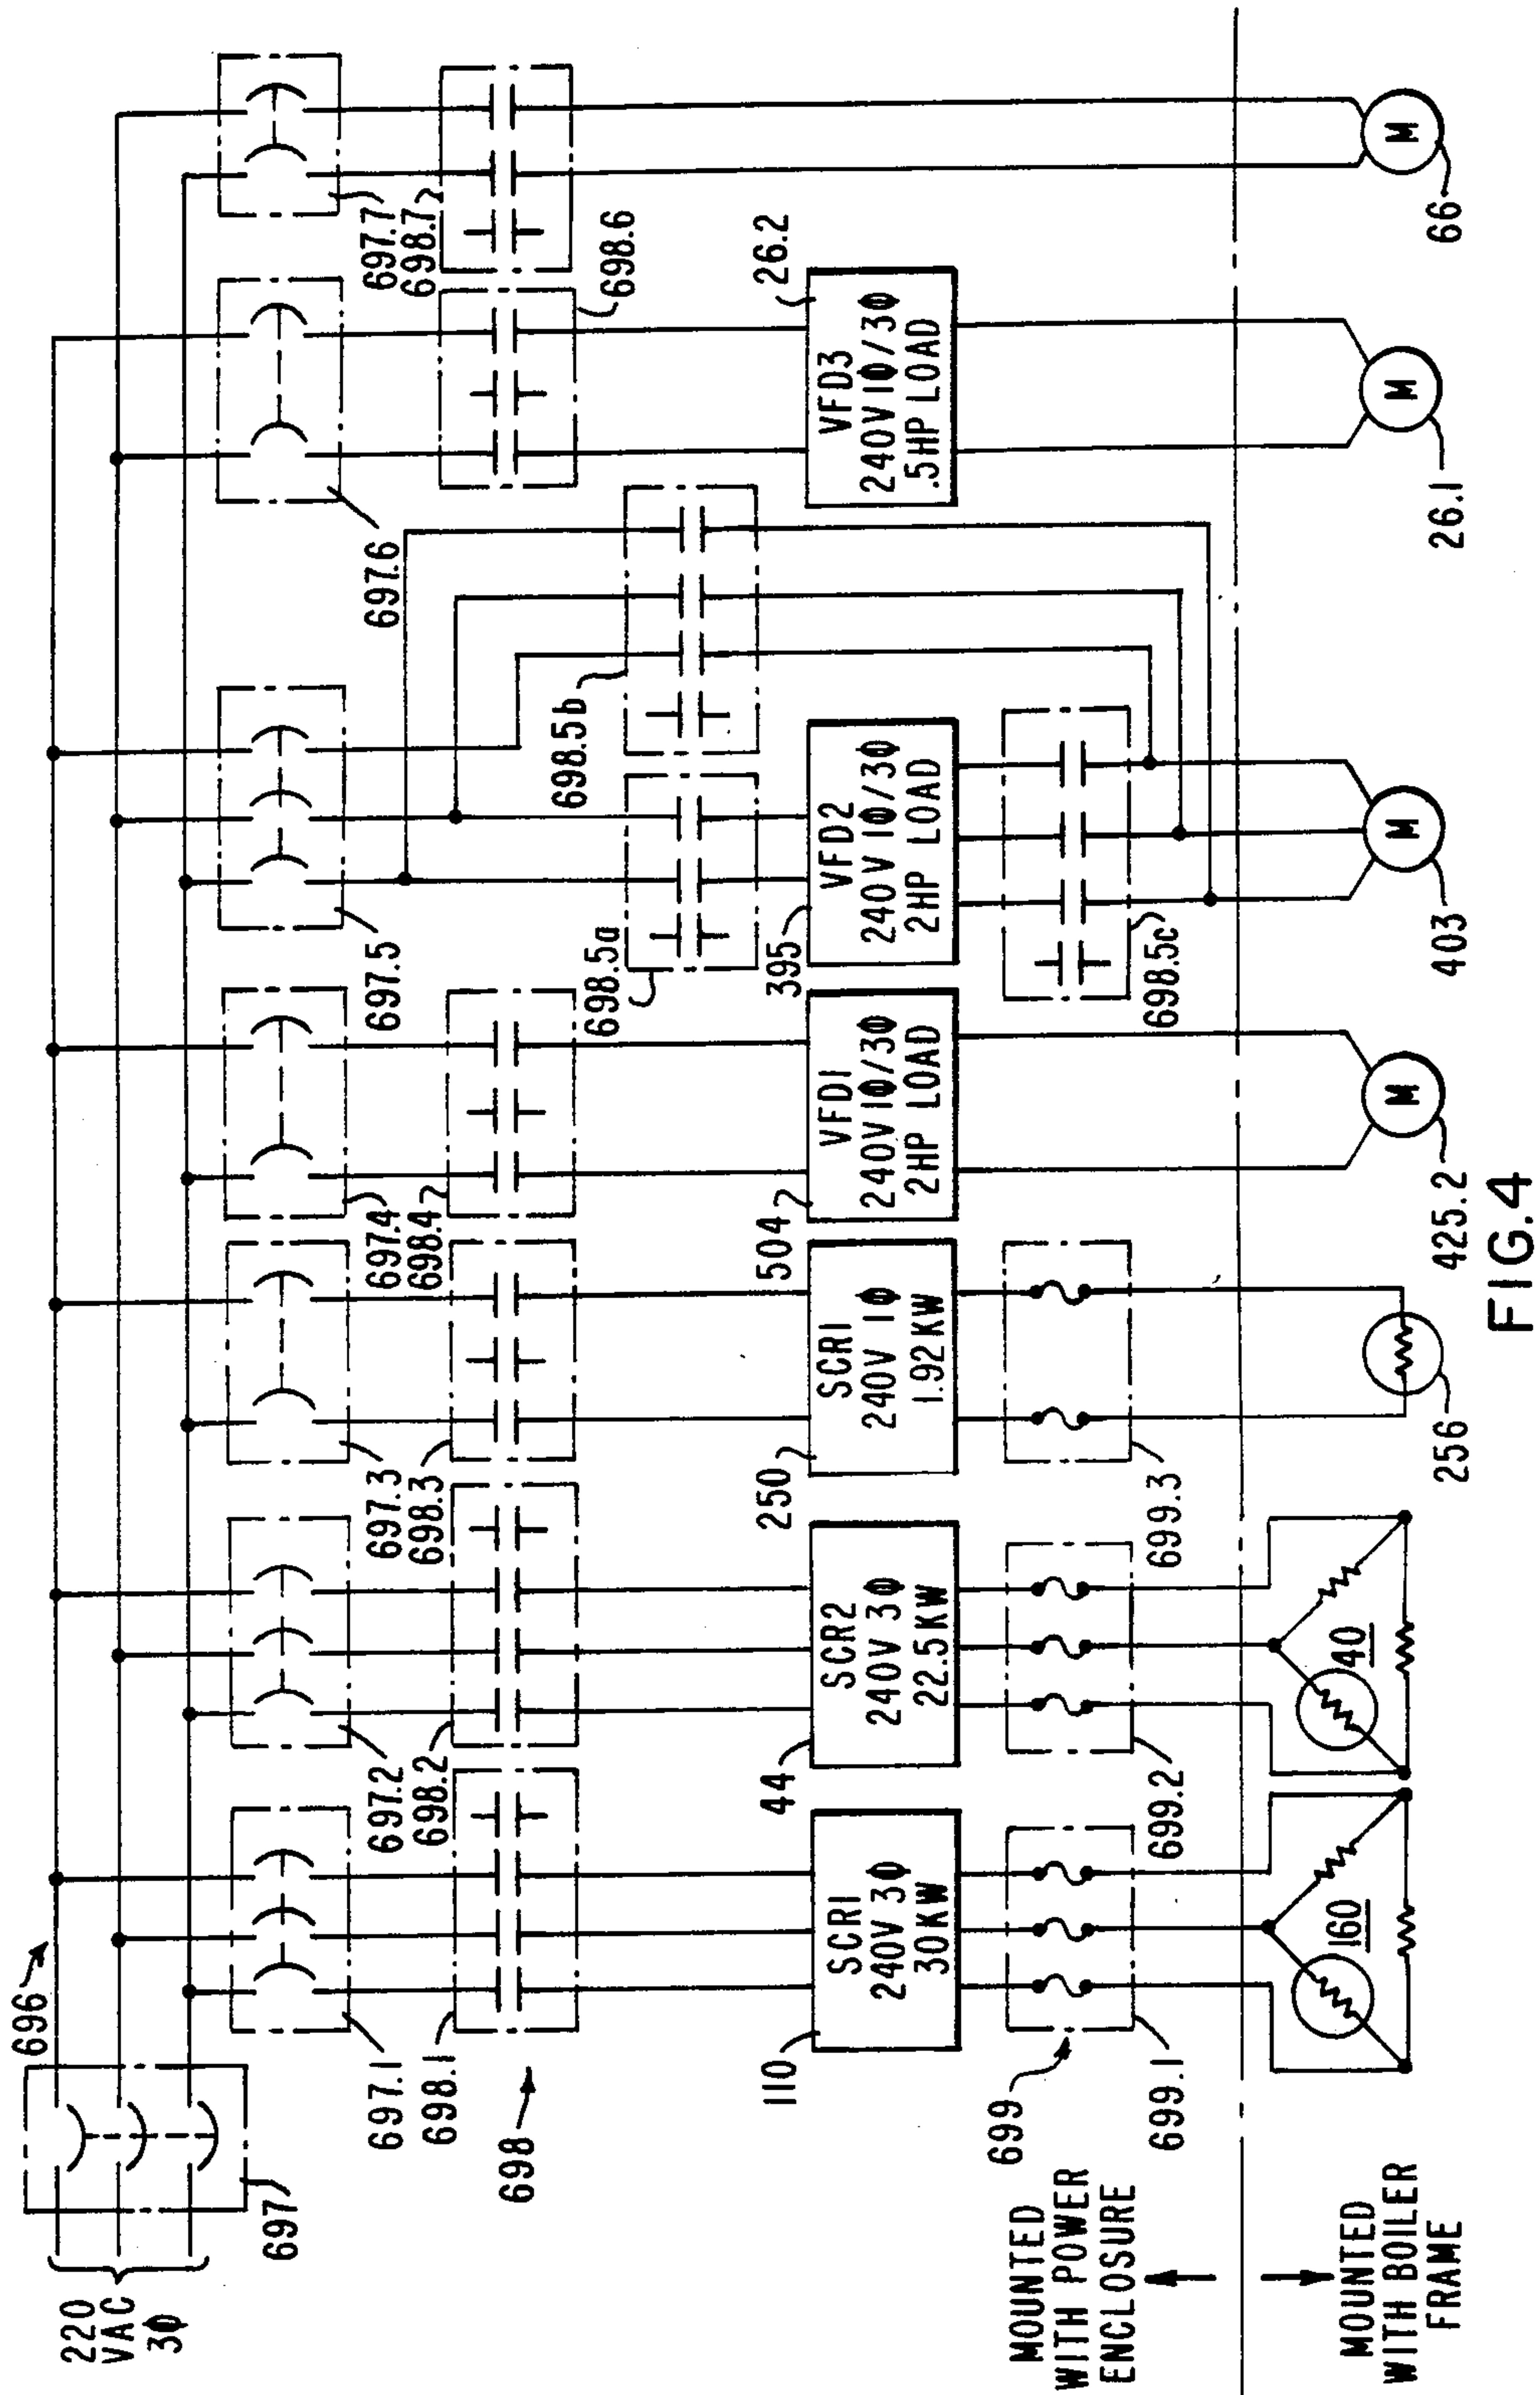 220
VAC
3Φ
696
697
697.1
698.1
697.2
698.2
697.3
698.3
697.4
698.4
697.5
697.6
697.7
698.7
698
698.5a
698.5b
698.6
110
SCR1
240V 3Φ
30KW
44
SCR2
240V 3Φ
22.5KW
250
SCR1
240V 1Φ
1.92KW
504
VFD1
240V 1Φ/3Φ
2HP LOAD
395
VFD2
240V 1Φ/3Φ
2HP LOAD
26.2
VFD3
240V 1Φ/3Φ
.5HP LOAD
699
699.1
699.2
699.3
698.5c
MOUNTED
WITH POWER
ENCLOSURE
MOUNTED
WITH BOILER
FRAME
160
40
256
M
425.2
M
403
M
26.1
M
66
FIG.4